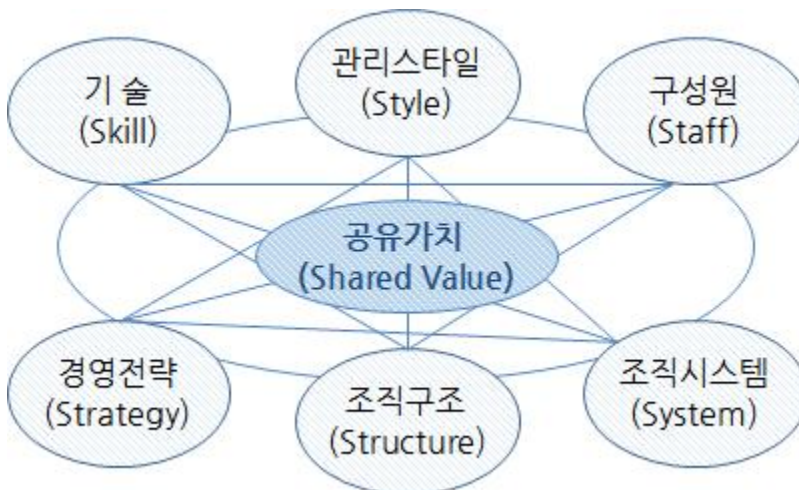 기 술
(Skill)
관리스타일
(Style)
구성원
(Staff)
공유가치
(Shared Value)
경영전략
(Strategy)
조직구조
(Structure)
조직시스템
(System)